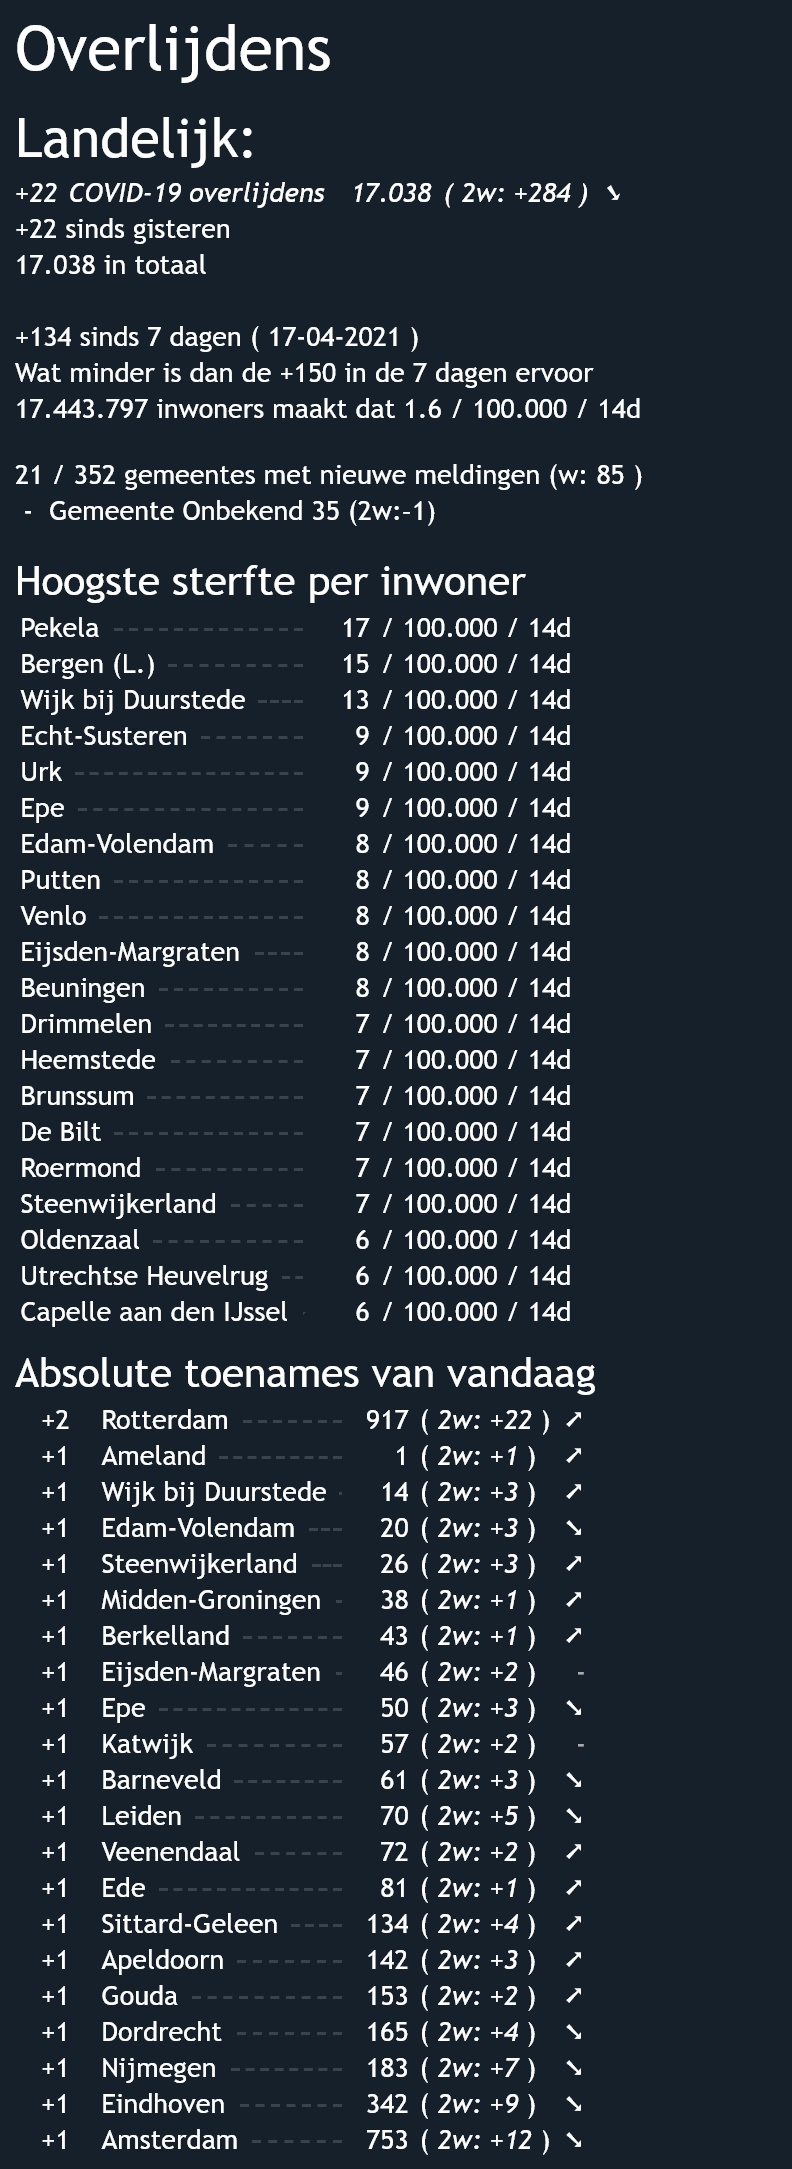 Overlijdens
Landelijk:
+22 COVID-19 overlijdens 17.038 ( 2w: +284 ) ➘
+22 sinds gisteren
17.038 in totaal
+134 sinds 7 dagen ( 17-04-2021 )
Wat minder is dan de +150 in de 7 dagen ervoor
17.443.797 inwoners maakt dat 1.6 / 100.000 / 14d
21 / 352 gemeentes met nieuwe meldingen (w: 85 )
- Gemeente Onbekend 35 (2w:-1)
Hoogste sterfte per inwoner
Pekela ------------- 17 / 100.000 / 14d
Bergen (L.) --------- 15 / 100.000 / 14d
Wijk bij Duurstede ---- 13 / 100.000 / 14d
Echt-Susteren ------- 9 / 100.000 / 14d
Urk ---------------- 9 / 100.000 / 14d
Epe ---------------- 9 / 100.000 / 14d
Edam-Volendam ----- 8 / 100.000 / 14d
Putten ------------- 8 / 100.000 / 14d
Venlo -------------- 8 / 100.000 / 14d
Eijsden-Margraten ---- 8 / 100.000 / 14d
Beuningen ---------- 8 / 100.000 / 14d
Drimmelen ---------- 7 / 100.000 / 14d
Heemstede --------- 7 / 100.000 / 14d
Brunssum ----------- 7 / 100.000 / 14d
De Bilt ------------- 7 / 100.000 / 14d
Roermond ---------- 7 / 100.000 / 14d
Steenwijkerland ----- 7 / 100.000 / 14d
Oldenzaal ---------- 6 / 100.000 / 14d
Utrechtse Heuvelrug -- 6 / 100.000 / 14d
Capelle aan den IJssel - 6 / 100.000 / 14d
Absolute toenames van vandaag
+2 Rotterdam ------- 917 ( 2w: +22 ) ➚
+1 Ameland --------- 1 ( 2w: +1 ) ➚
+1 Wijk bij Duurstede - 14 ( 2w: +3 ) ➚
+1 Edam-Volendam --- 20 ( 2w: +3 ) ➘
+1 Steenwijkerland --- 26 ( 2w: +3 ) ➚
+1 Midden-Groningen - 38 ( 2w: +1 ) ➚
+1 Berkelland ------- 43 ( 2w: +1 ) ➚
+1 Eijsden-Margraten - 46 ( 2w: +2 ) -
+1 Epe ------------- 50 ( 2w: +3 ) ➘
+1 Katwijk ---------- 57 ( 2w: +2 ) -
+1 Barneveld -------- 61 ( 2w: +3 ) ➘
+1 Leiden ---------- 70 ( 2w: +5 ) ➘
+1 Veenendaal ------ 72 ( 2w: +2 ) ➚
+1 Ede ------------- 81 ( 2w: +1 ) ➚
+1 Sittard-Geleen ---- 134 ( 2w: +4 ) ➚
+1 Apeldoorn ------- 142 ( 2w: +3 ) ➚
+1 Gouda ---------- 153 ( 2w: +2 ) ➚
+1 Dordrecht ------- 165 ( 2w: +4 ) ➘
+1 Nijmegen -------- 183 ( 2w: +7 ) ➘
+1 Eindhoven ------- 342 ( 2w: +9 ) ➘
+1 Amsterdam ------ 753 ( 2w: +12 ) ➘